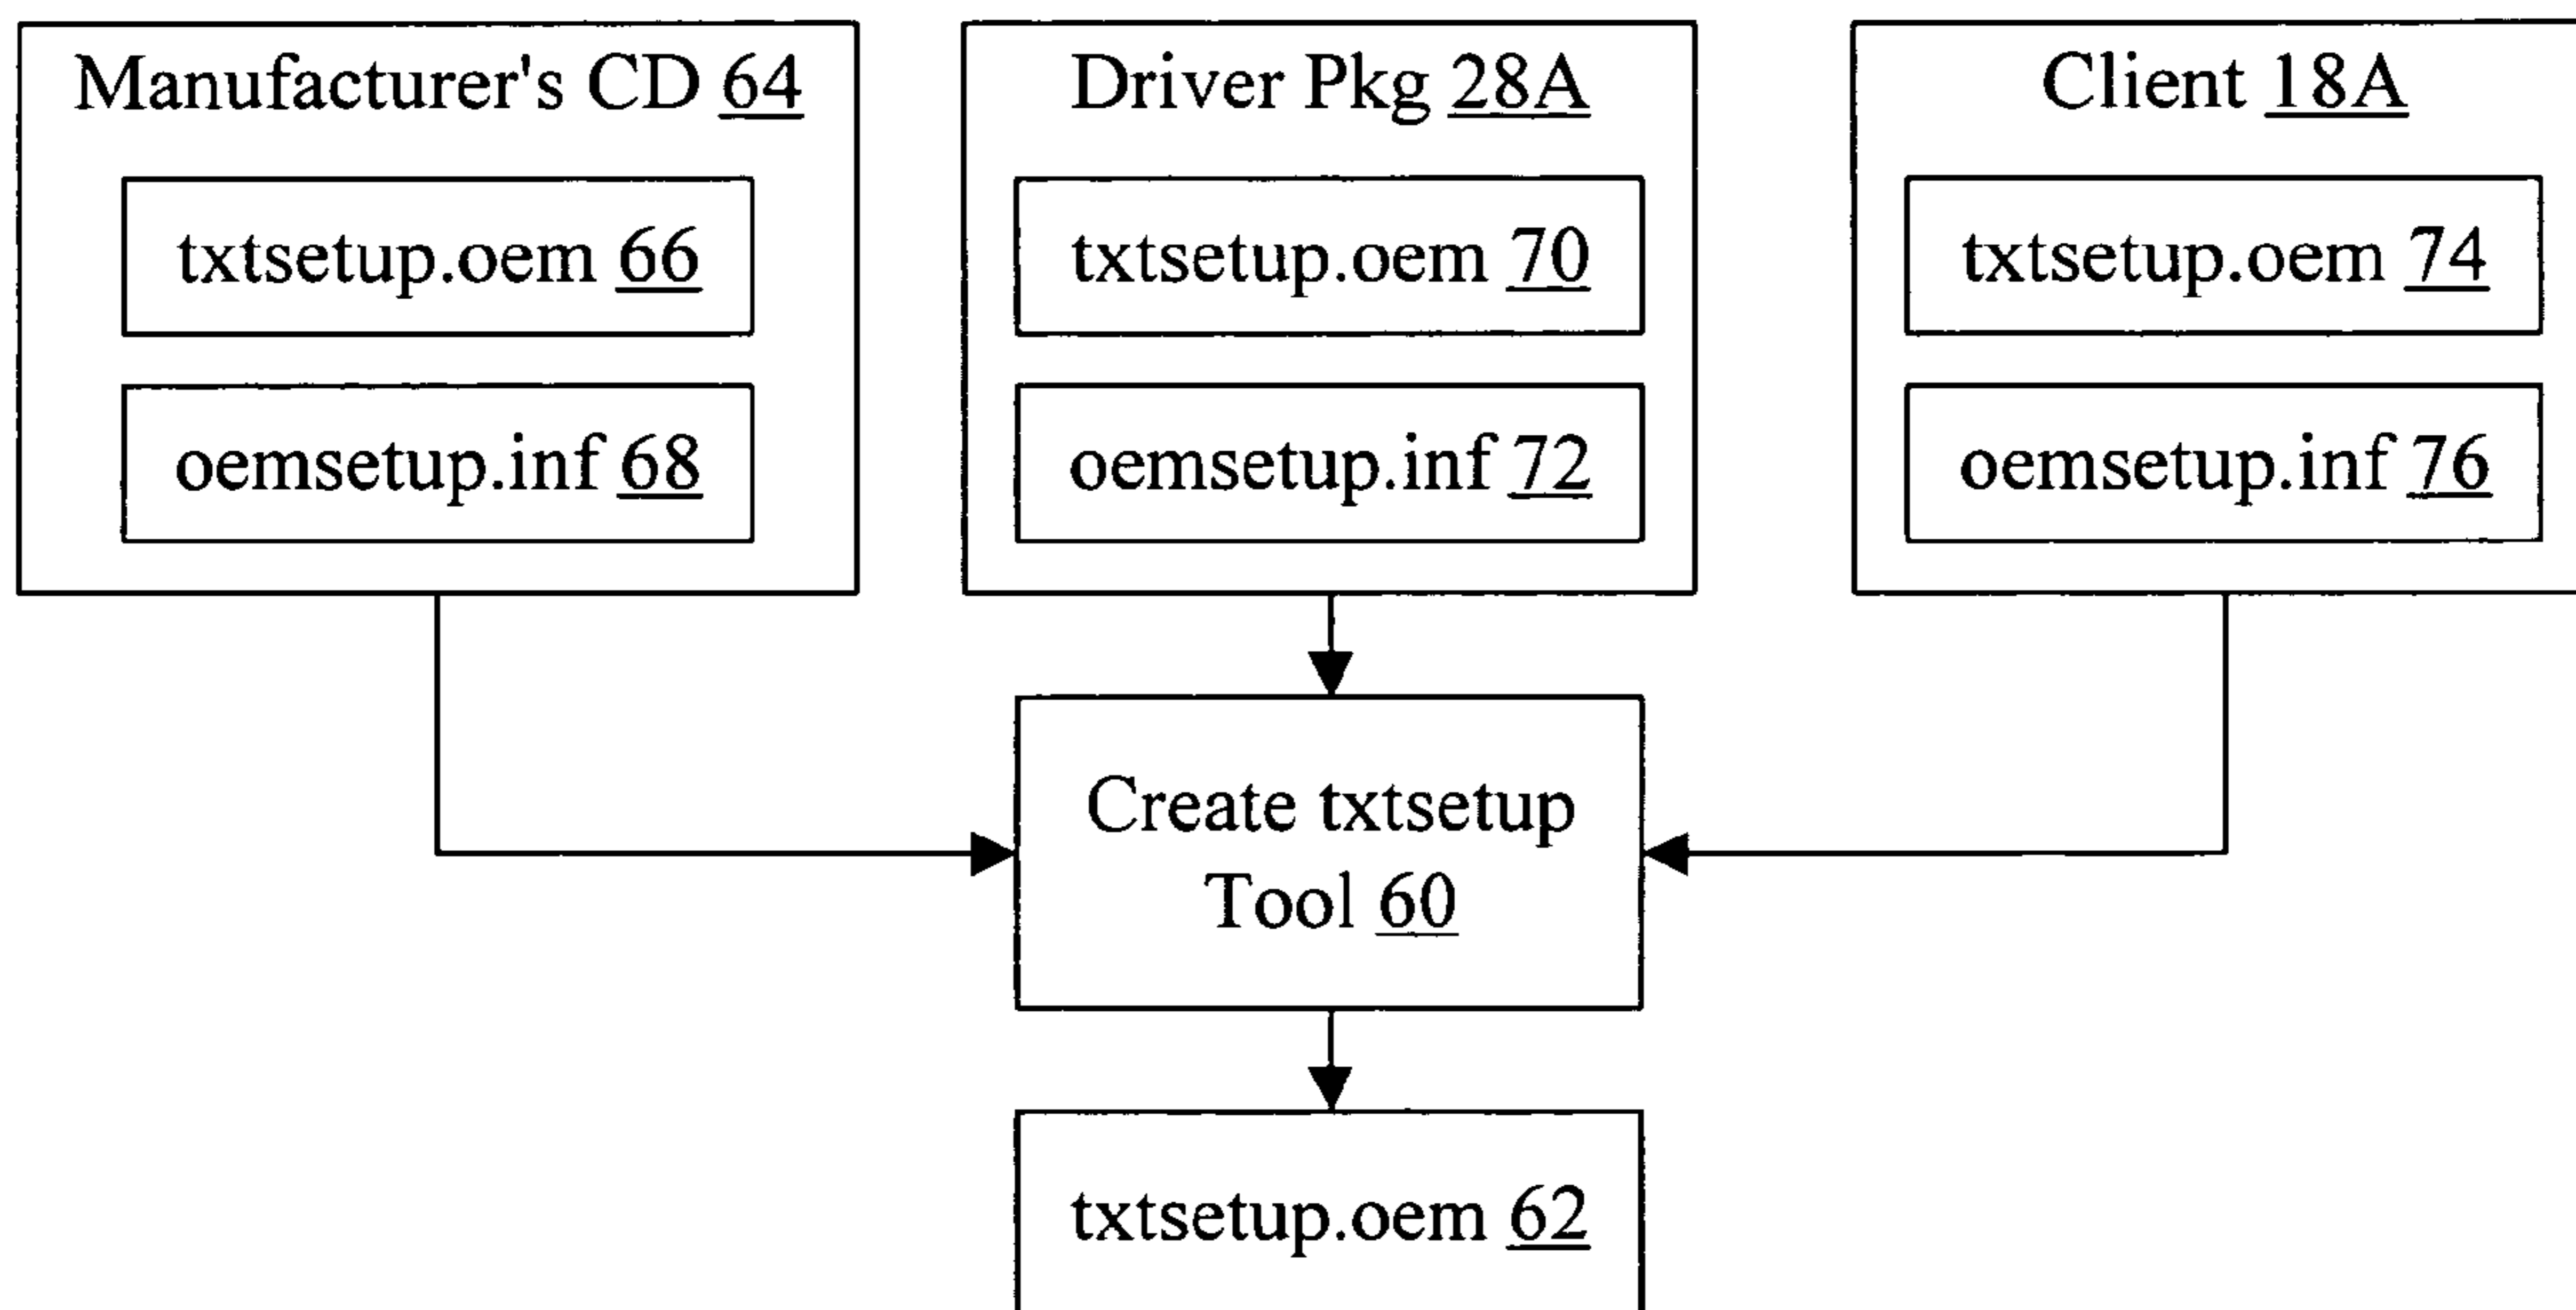 Manufacturer's CD 64
txtsetup.oem 66
oemsetup.inf 68
Driver Pkg 28A
txtsetup.oem 70
oemsetup.inf 72
Client 18A
txtsetup.oem 74
oemsetup.inf 76
Create txtsetup
Tool 60
txtsetup.oem 62